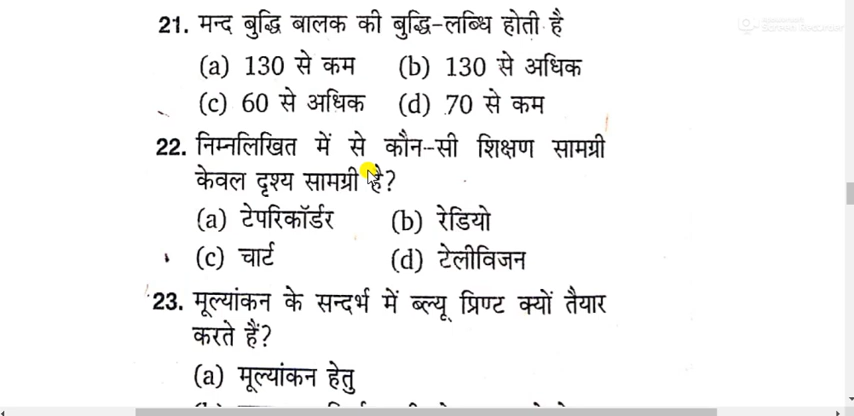 21. मन्द बुद्धि बालक की बुद्धि-लब्धि होती है
(a) 130 से कम (b) 130 से अधिक
(c) 60 से अधिक (d) 70 से कम
22. निम्नलिखित में से कौन-सी शिक्षण सामग्री
केवल दृश्य सामग्री है?
(a) टेपरिकॉर्डर (b) रेडियो
(c) चार्ट (d) टेलीविजन
23. मूल्यांकन के सन्दर्भ में ब्ल्यू प्रिण्ट क्यों तैयार
करते हैं?
(a) मूल्यांकन हेतु